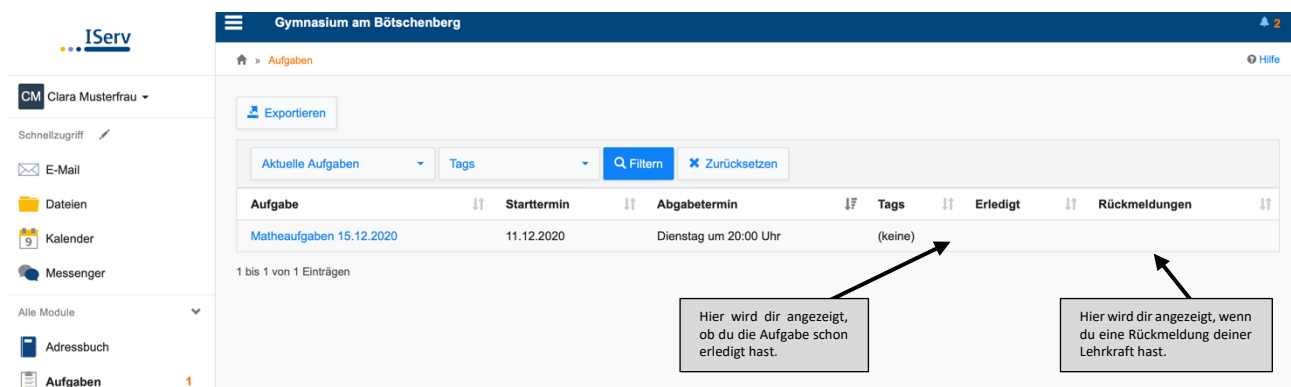 IServ
Gymnasium am Bötschenberg
2
» Aufgaben
Hilfe
CM Clara Musterfrau
Exportieren
Schnellzugriff
Aktuelle Aufgaben Tags Filtern Zurücksetzen
E-Mail
Dateien
Aufgabe Starttermin Abgabetermin Tags Erledigt Rückmeldungen
9 Kalender
Matheaufgaben 15.12.2020 11.12.2020 Dienstag um 20:00 Uhr (keine)
Messenger
1 bis 1 von 1 Einträgen
Alle Module
Adressbuch
Aufgaben 1
Hier wird dir angezeigt,
ob du die Aufgabe schon
erledigt hast.
Hier wird dir angezeigt, wenn
du eine Rückmeldung deiner
Lehrkraft hast.